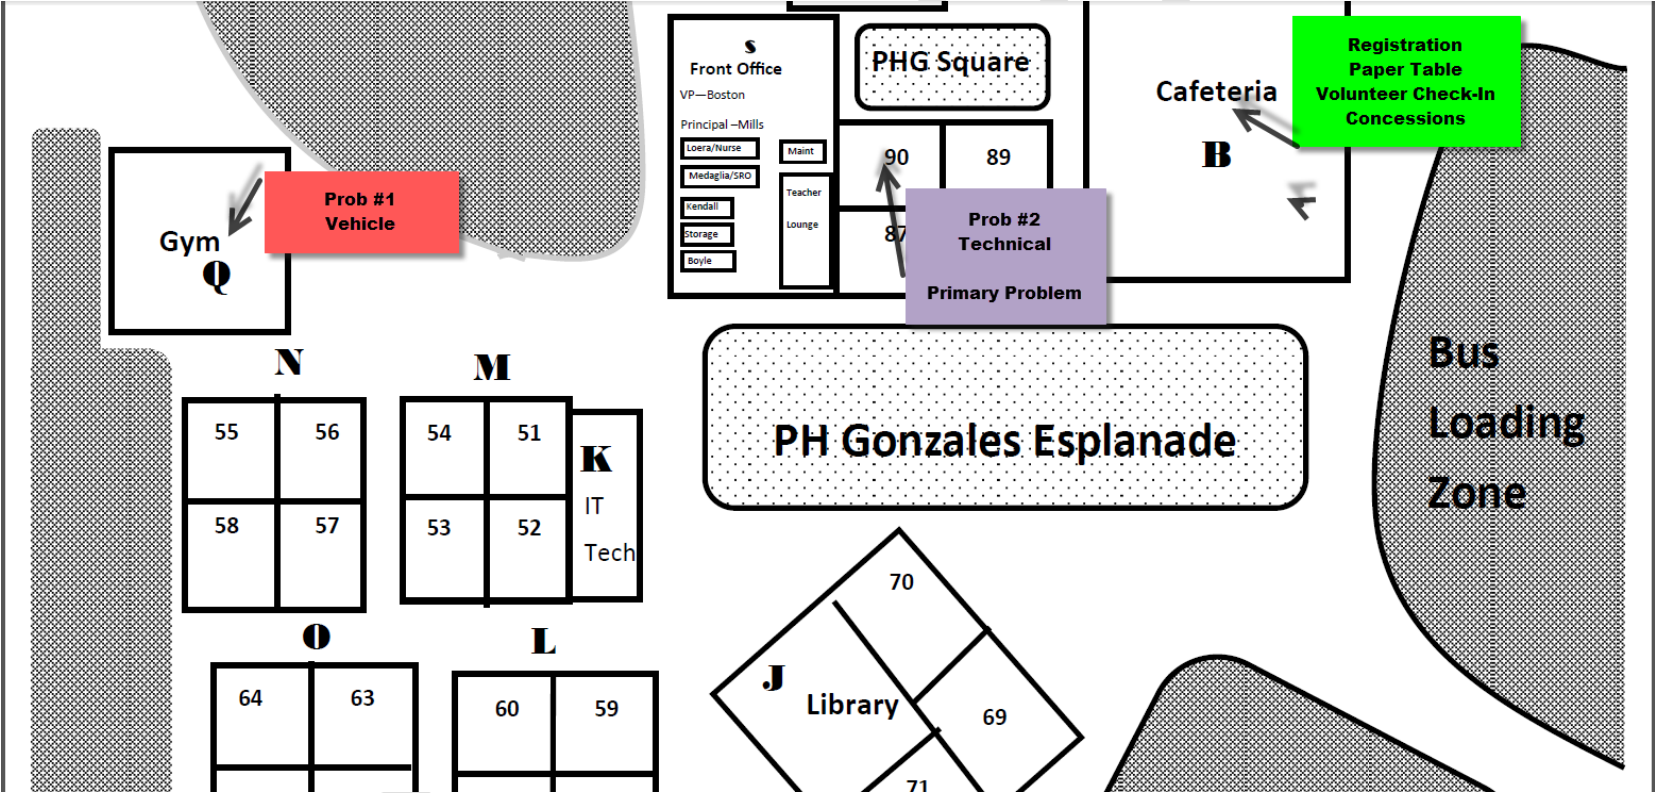 S
Front Office
VP—Boston
Principal –Mills
Loera/Nurse
Medaglia/SRO
Kendall
Storage
Boyle
Maint
Teacher
Lounge
PHG Square
90
89
87
Prob #2
Technical
Primary Problem
Cafeteria
B
Registration
Paper Table
Volunteer Check-In
Concessions
Prob #1
Vehicle
Gym
Q
N
55
56
58
57
M
54
51
53
52
K
IT
Tech
PH Gonzales Esplanade
Bus
Loading
Zone
O
64
63
L
60
59
J
Library
70
69
71